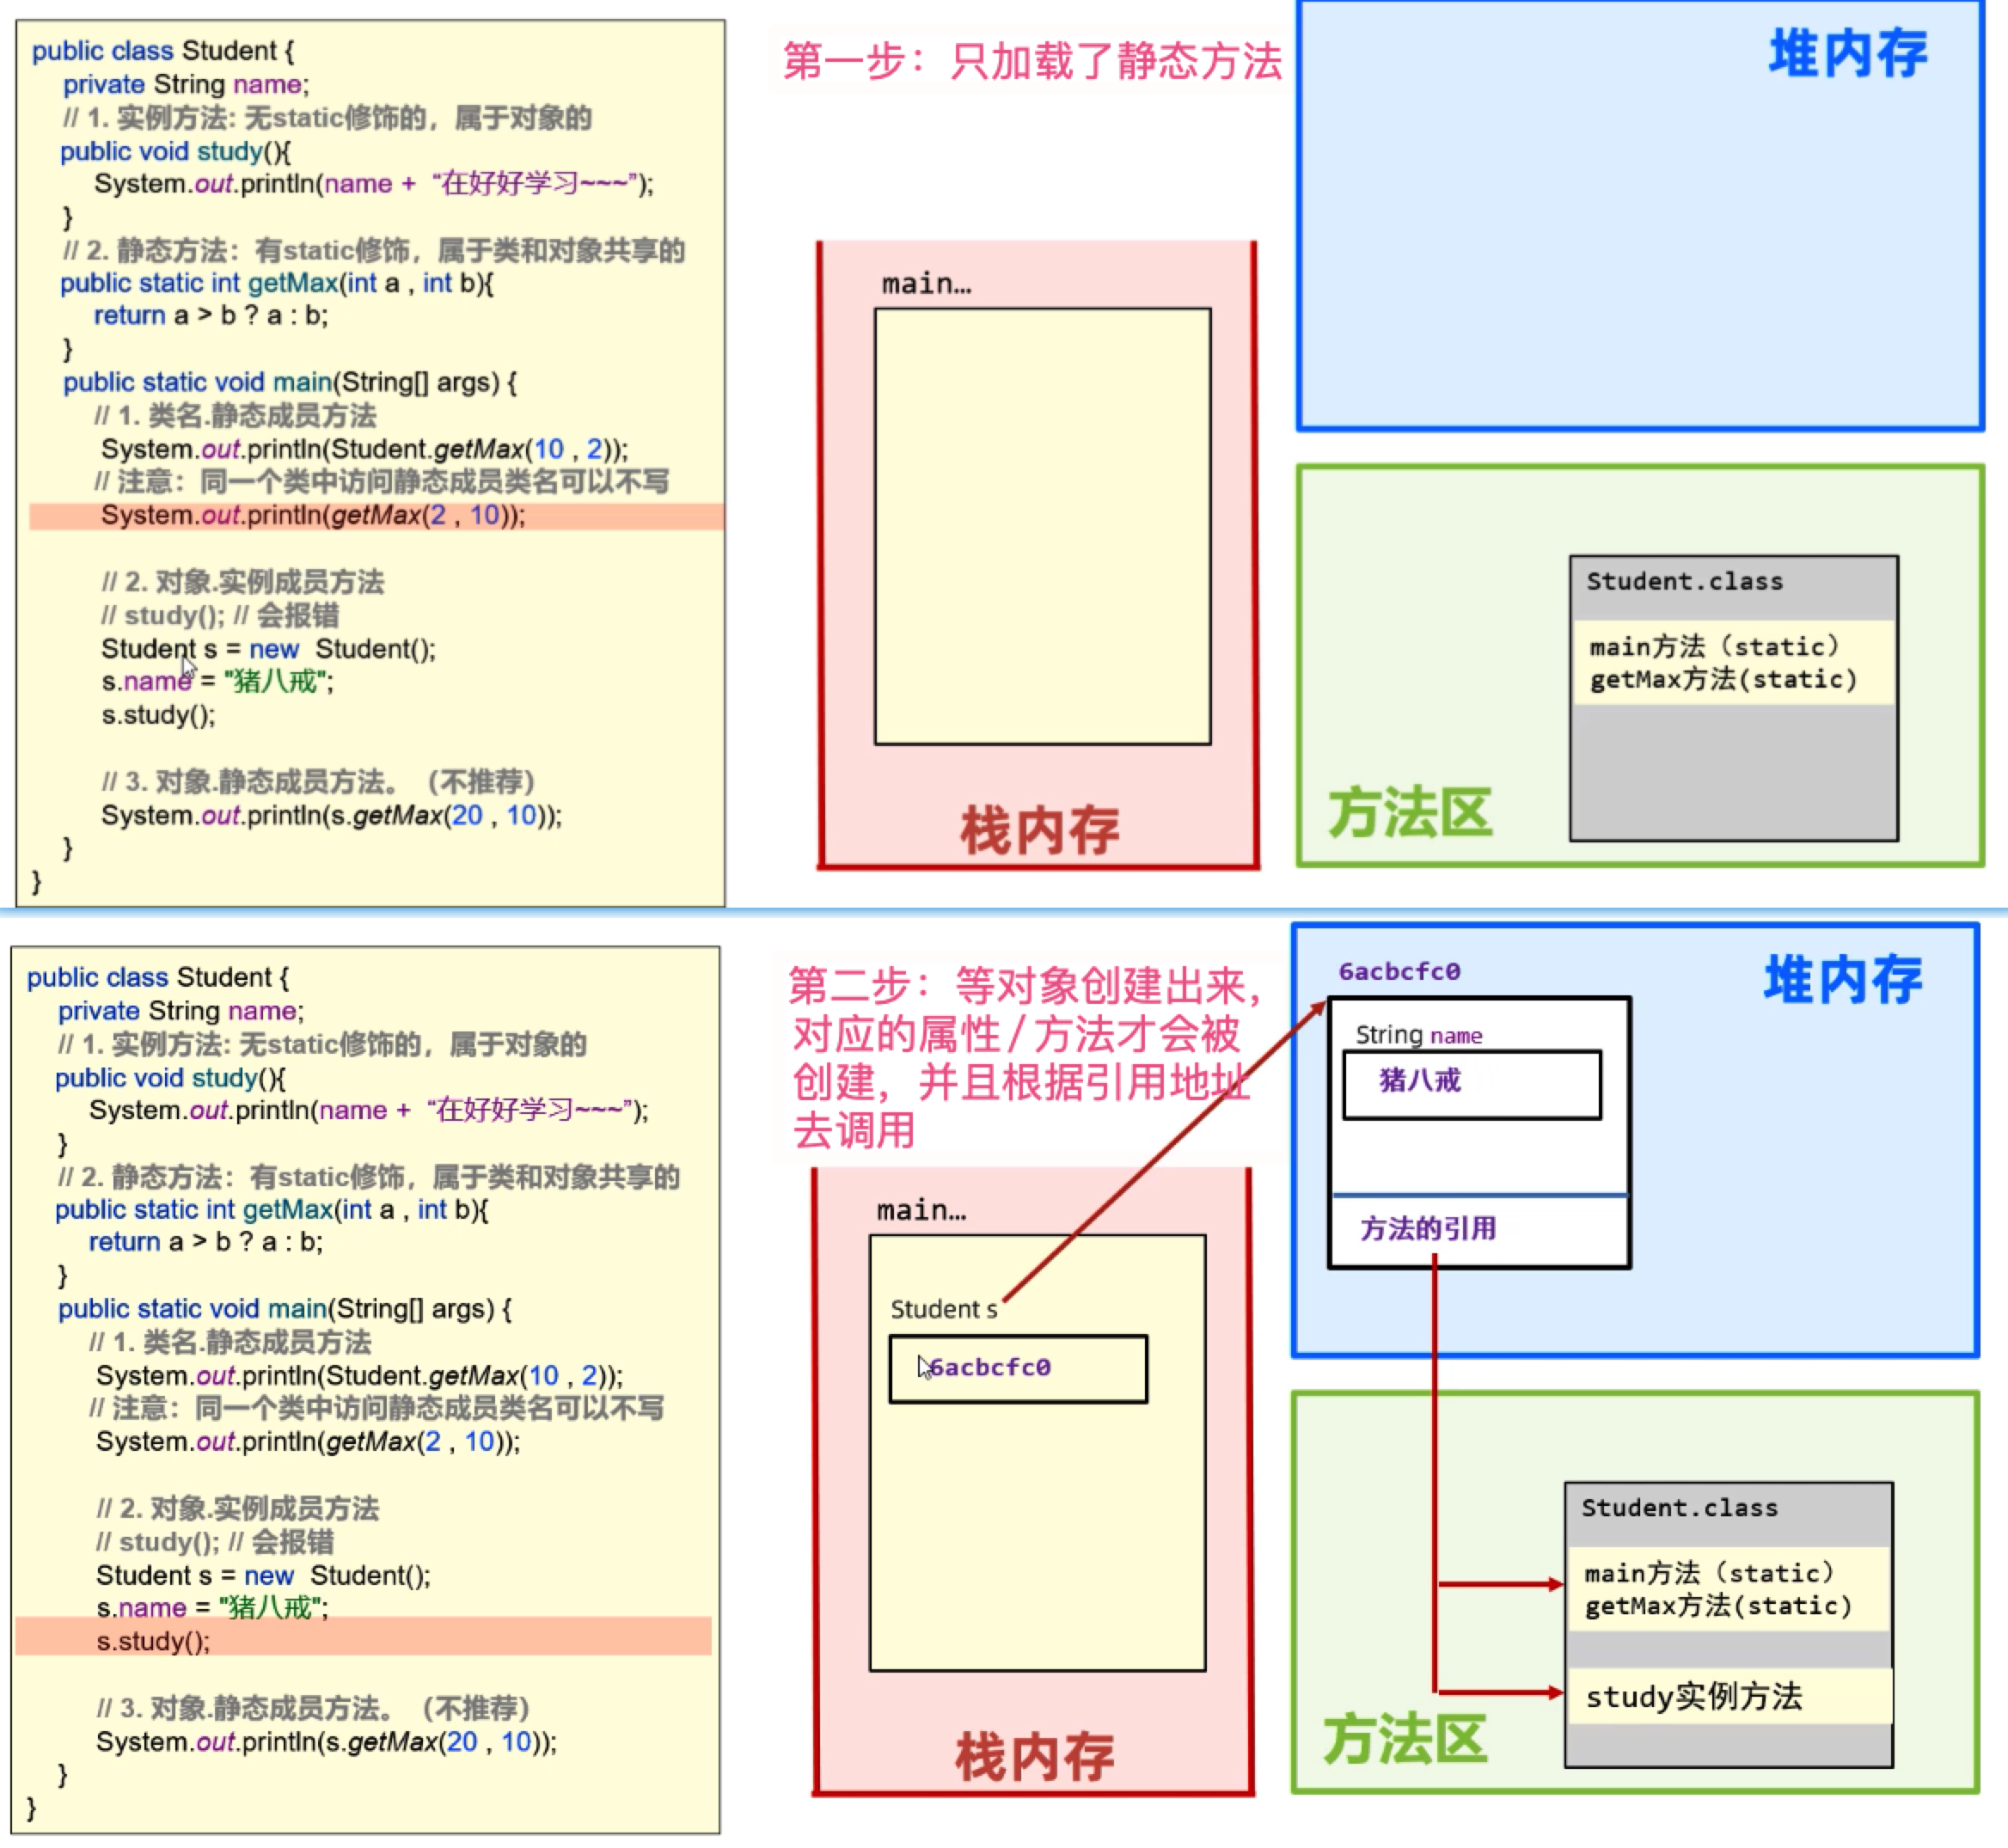 public class Student {
private String name;
// 1. 实例方法: 无static修饰的，属于对象的
public void study(){
System.out.println(name + “在好好学习~~~”);
}
// 2. 静态方法：有static修饰，属于类和对象共享的
public static int getMax(int a , int b){
return a > b ? a : b;
}
public static void main(String[] args) {
// 1. 类名.静态成员方法
System.out.println(Student.getMax(10 , 2));
// 注意：同一个类中访问静态成员类名可以不写
System.out.println(getMax(2 , 10));
// 2. 对象.实例成员方法
// study(); // 会报错
Student s = new Student();
s.name = "猪八戒";
s.study();
// 3. 对象.静态成员方法。（不推荐）
System.out.println(s.getMax(20 , 10));
}
}
第一步：只加载了静态方法
main…
栈内存
堆内存
Student.class
main方法（static）
getMax方法(static)
方法区
public class Student {
private String name;
// 1. 实例方法: 无static修饰的，属于对象的
public void study(){
System.out.println(name + “在好好学习~~~”);
}
// 2. 静态方法：有static修饰，属于类和对象共享的
public static int getMax(int a , int b){
return a > b ? a : b;
}
public static void main(String[] args) {
// 1. 类名.静态成员方法
System.out.println(Student.getMax(10 , 2));
// 注意：同一个类中访问静态成员类名可以不写
System.out.println(getMax(2 , 10));
// 2. 对象.实例成员方法
// study(); // 会报错
Student s = new Student();
s.name = "猪八戒";
s.study();
// 3. 对象.静态成员方法。（不推荐）
System.out.println(s.getMax(20 , 10));
}
}
第二步：等对象创建出来，
对应的属性/方法才会被
创建，并且根据引用地址
去调用
main…
Student s
6acbcfc0
栈内存
6acbcfc0
堆内存
String name
猪八戒
方法的引用
Student.class
main方法（static）
getMax方法(static)
study实例方法
方法区